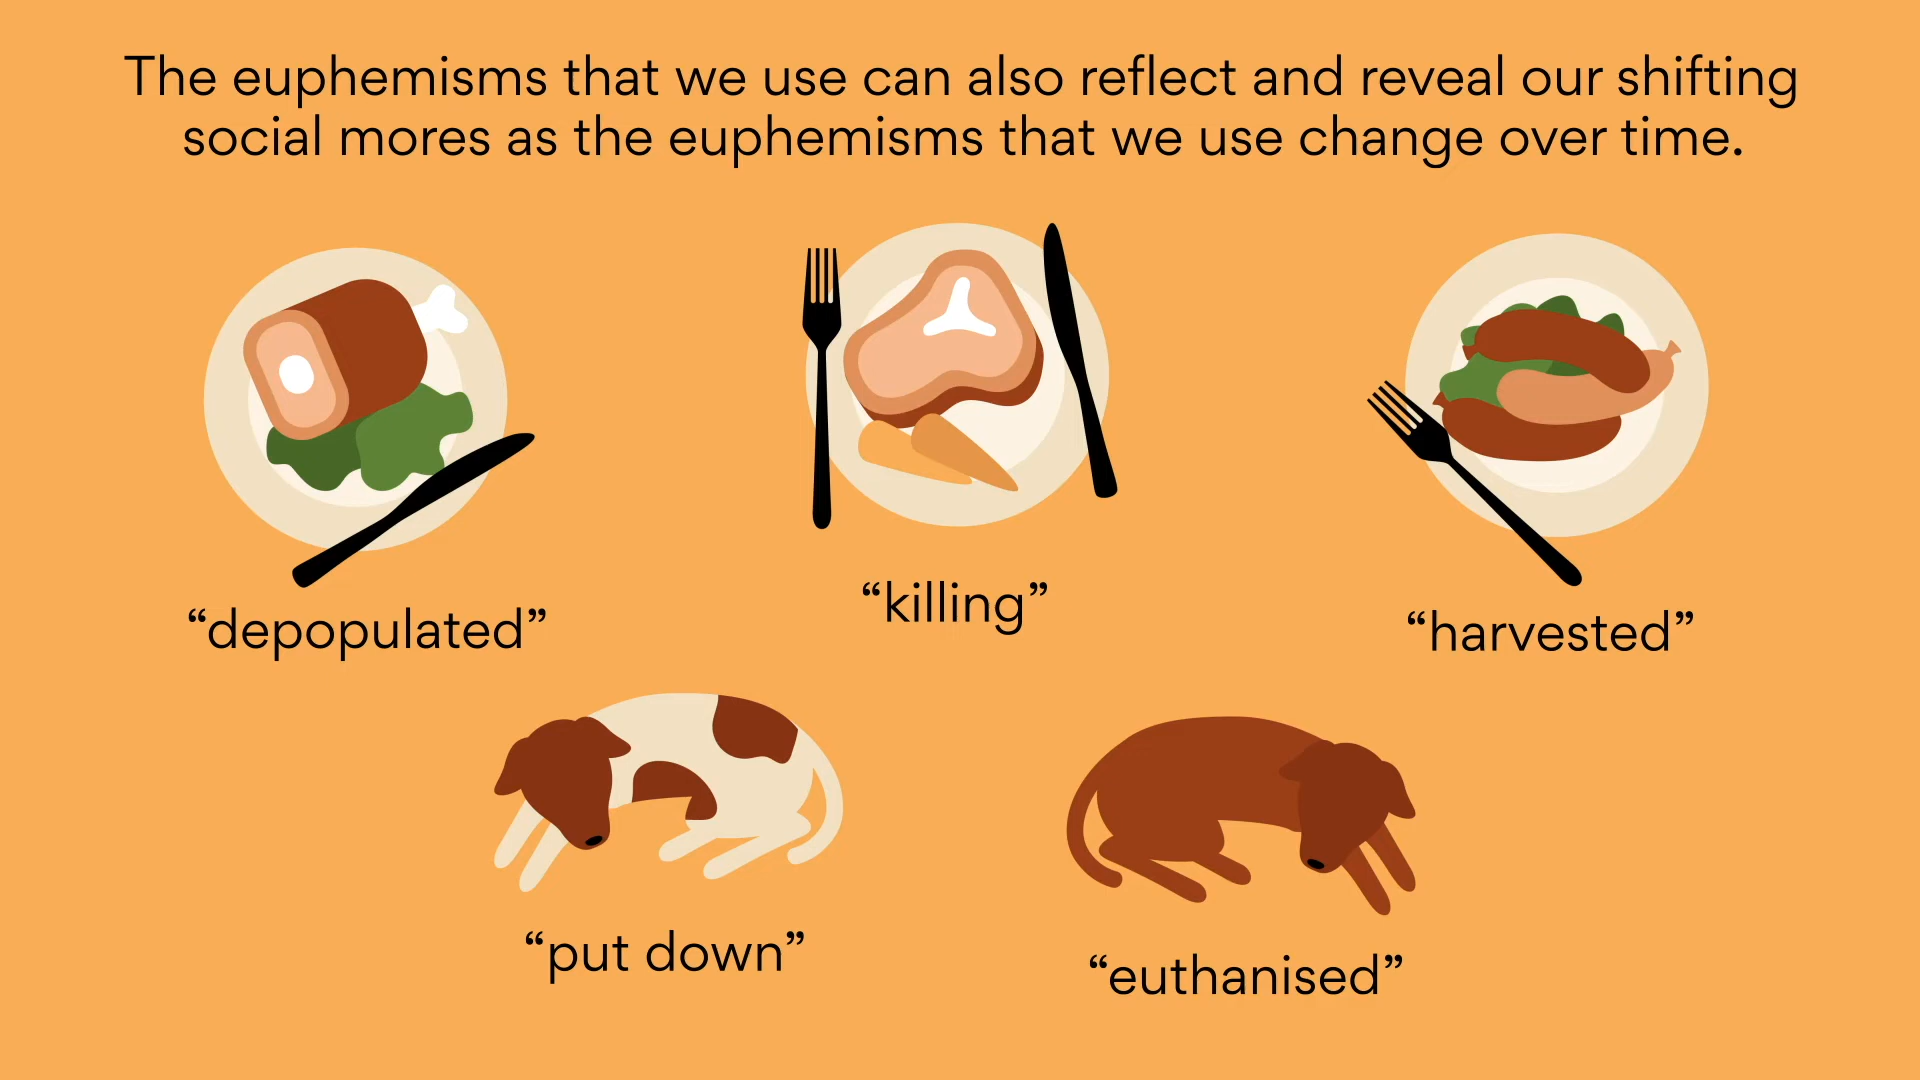 The euphemisms that we use can also reflect and reveal our shifting
social mores as the euphemisms that we use change over time.
“depopulated”
“killing”
“harvested”
“put down”
“euthanised”